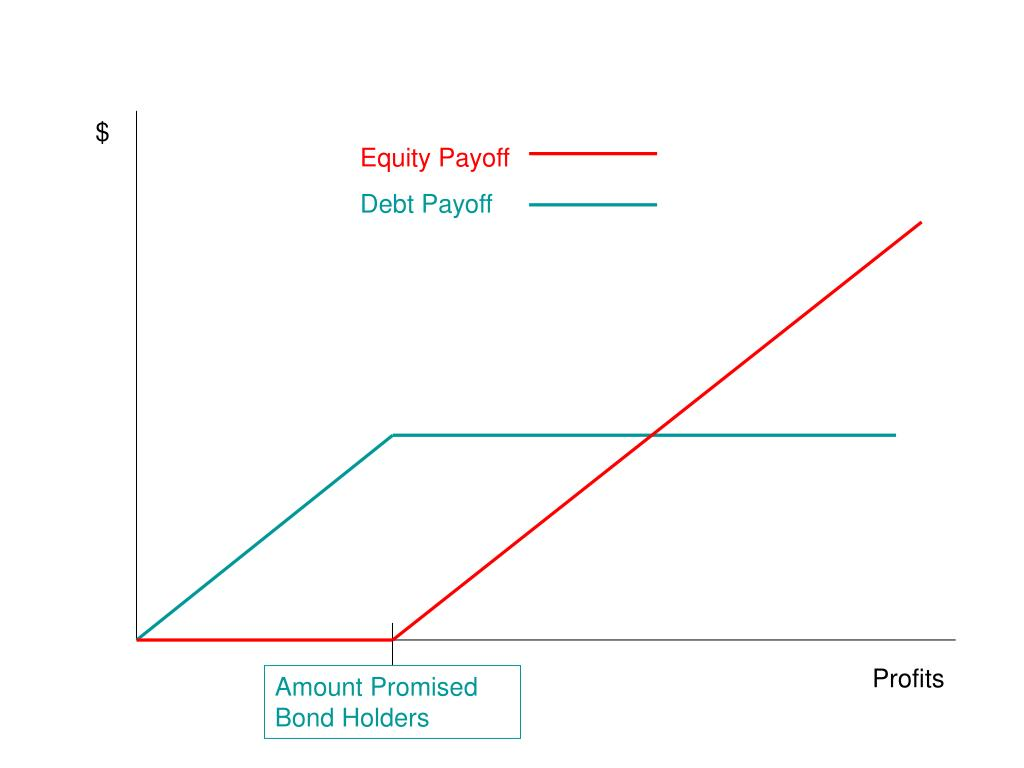 $
Equity Payoff
Debt Payoff
Amount Promised
Bond Holders
Profits